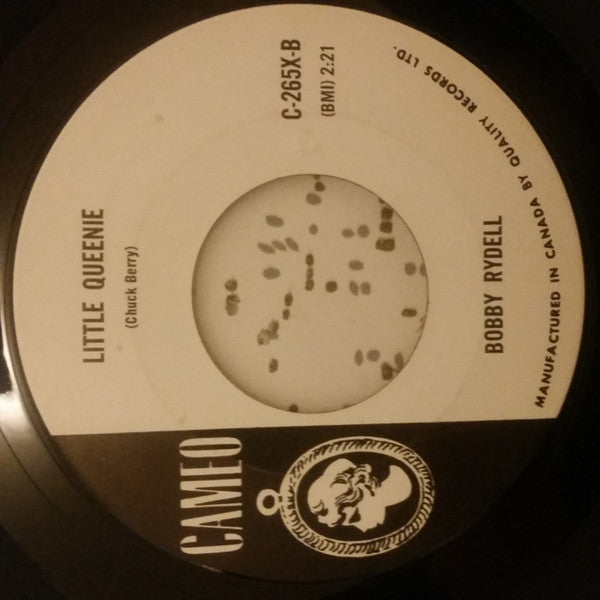 CAMEO
C-265X-B
(BMI) 2:21
LITTLE QUEENIE
(Chuck Berry)
BOBBY RYDELL
MANUFACTURED IN CANADA BY QUALITY RECORDS LTD.